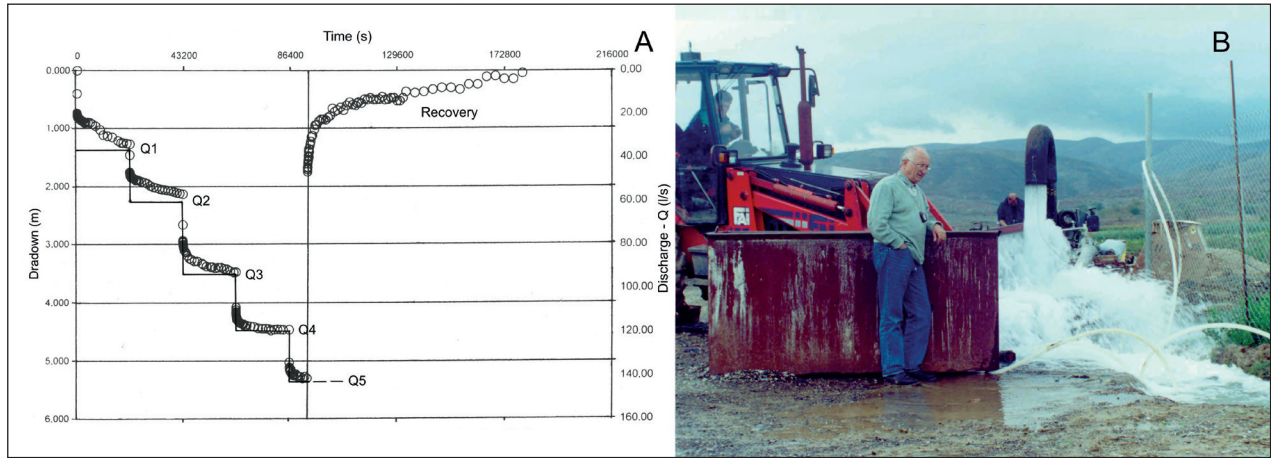 Time (s)
A
0 43200 86400 129600 172800 216000
0.000 0,00
Recovery 20.00
1.000
Q1 40.00
2.000 Q2 60.00
Dradown (m)
Discharge - Q (l/s)
3.000 80.00
Q3
4.000 100.00
Q4 120.00
5.000
Q5 140.00
6.000 160.00
B
FAI